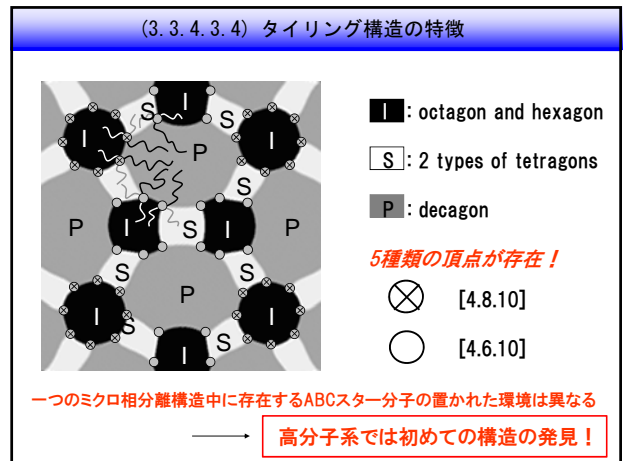 (3.3.4.3.4) タイリング構造の特徴
I
S
S
I
P
I
S
P
I
S
I
P
S
S
P
I
I
S
S
I
I : octagon and hexagon
S : 2 types of tetragons
P : decagon
5種類の頂点が存在！
[4.8.10]
[4.6.10]
一つのミクロ相分離構造中に存在するABCスター分子の置かれた環境は異なる
高分子系では初めての構造の発見！